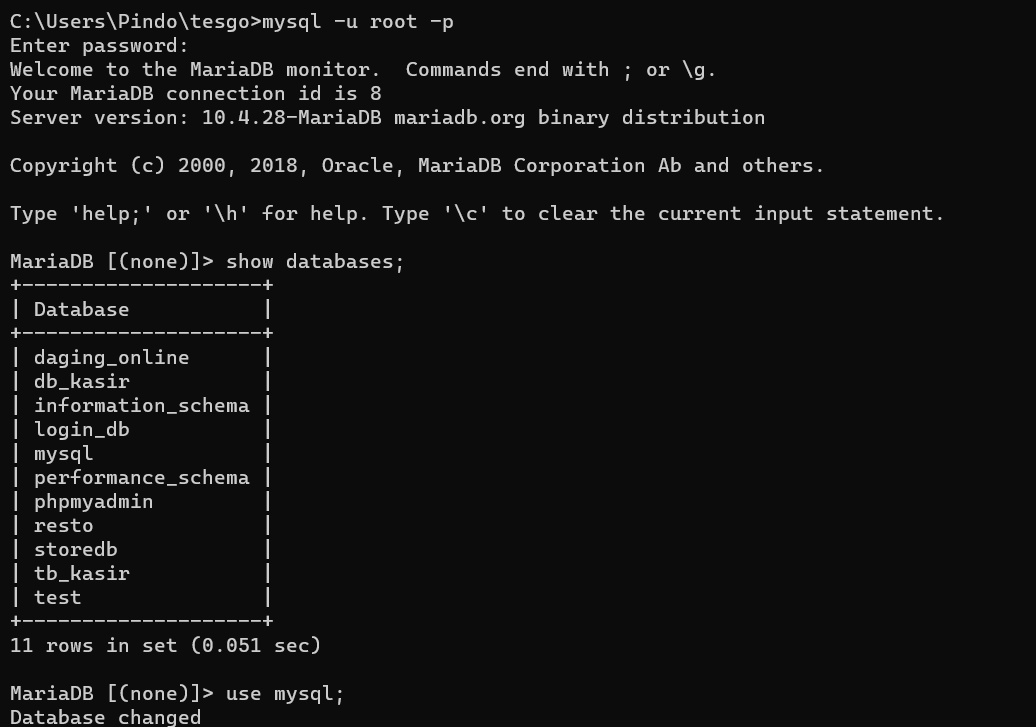 C:\Users\Pindo\tesgo>mysql -u root -p
Enter password:
Welcome to the MariaDB monitor.  Commands end with ; or \g.
Your MariaDB connection id is 8
Server version: 10.4.28-MariaDB mariadb.org binary distribution

Copyright (c) 2000, 2018, Oracle, MariaDB Corporation Ab and others.

Type 'help;' or '\h' for help. Type '\c' to clear the current input statement.

MariaDB [(none)]> show databases;
+--------------------+
| Database           |
+--------------------+
| daging_online      |
| db_kasir           |
| information_schema |
| login_db           |
| mysql              |
| performance_schema |
| phpmyadmin         |
| resto              |
| storedb            |
| tb_kasir           |
| test               |
+--------------------+
11 rows in set (0.051 sec)

MariaDB [(none)]> use mysql;
Database changed